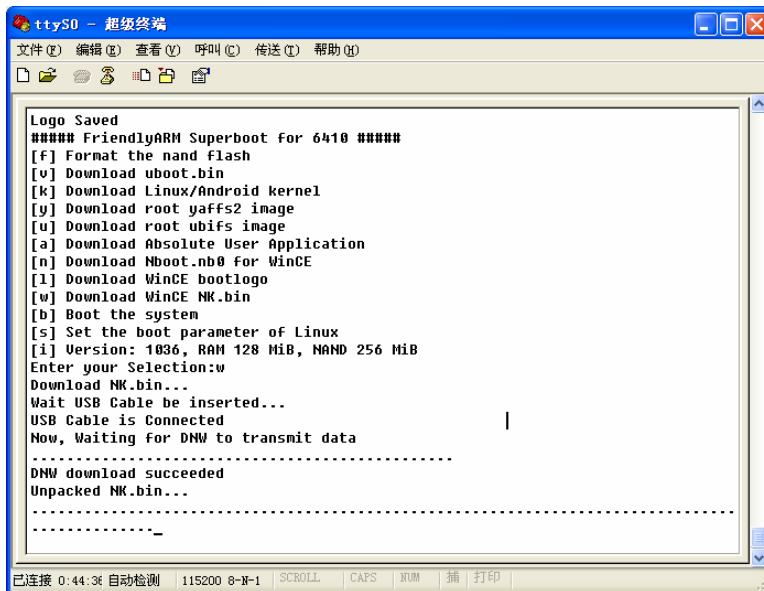 ttyS0 - 超级终端
文件(F) 编辑(E) 查看(V) 呼叫(C) 传送(T) 帮助(H)
Logo Saved
##### FriendlyARM Superboot for 6410 #####
[f] Format the nand flash
[v] Download uboot.bin
[k] Download Linux/Android kernel
[y] Download root yaffs2 image
[u] Download root ubifs image
[a] Download Absolute User Application
[n] Download Nboot.nb0 for WinCE
[l] Download WinCE bootlogo
[w] Download WinCE NK.bin
[b] Boot the system
[s] Set the boot parameter of Linux
[i] Version: 1036, RAM 128 MiB, NAND 256 MiB
Enter your Selection:w
Download NK.bin...
Wait USB Cable be inserted...
USB Cable is Connected
Now, Waiting for DNW to transmit data
................................................
DNW download succeeded
Unpacked NK.bin...
................................................................................
.............._
已连接 0:44:36 自动检测 115200 8-N-1 SCROLL CAPS NUM 捕 打印